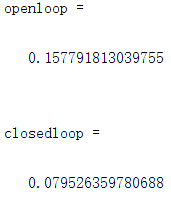 openloop =
0.157791813039755
closedloop =
0.079526359780688